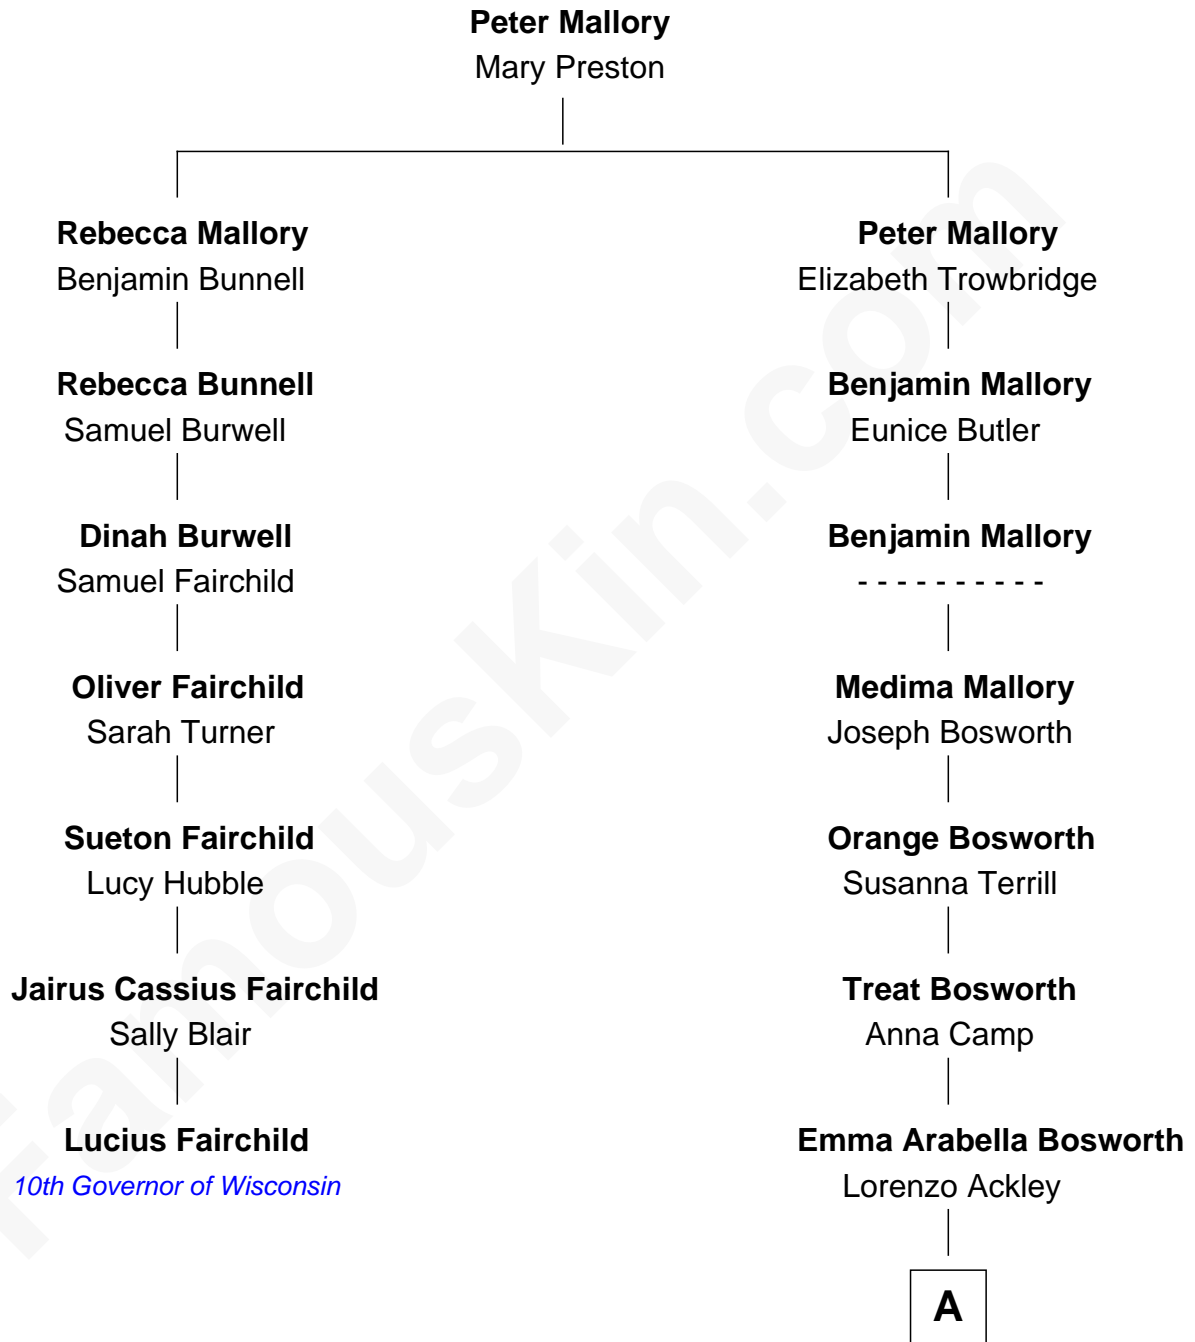 Peter Mallory
Mary Preston
Rebecca Mallory
Benjamin Bunnell
Rebecca Bunnell
Samuel Burwell
Dinah Burwell
Samuel Fairchild
Oliver Fairchild
Sarah Turner
Sueton Fairchild
Lucy Hubble
Jairus Cassius Fairchild
Sally Blair
Lucius Fairchild
10th Governor of Wisconsin
Peter Mallory
Elizabeth Trowbridge
Benjamin Mallory
Eunice Butler
Benjamin Mallory
- - - - - - - - - -
Medima Mallory
Joseph Bosworth
Orange Bosworth
Susanna Terrill
Treat Bosworth
Anna Camp
Emma Arabella Bosworth
Lorenzo Ackley
A
FamousKin.com